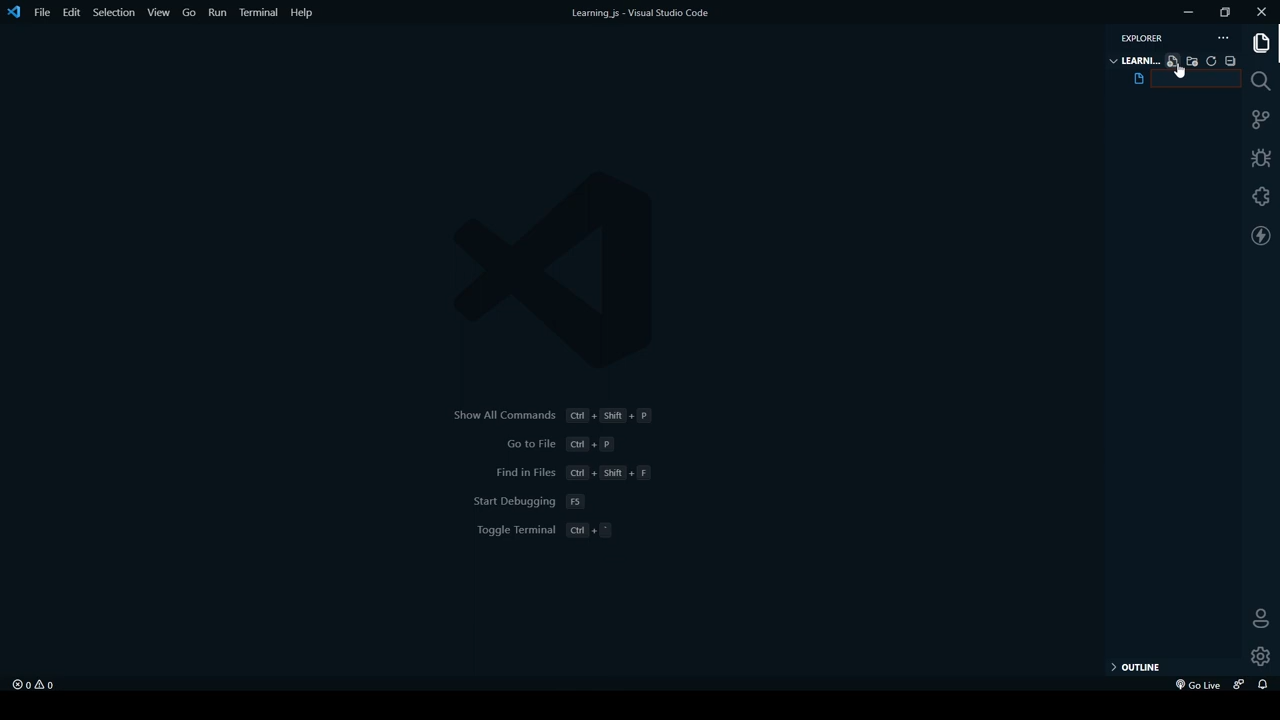 File Edit Selection View Go Run Terminal Help
Learning_js - Visual Studio Code
EXPLORER
LEARNI...
Show All Commands Ctrl + Shift + P
Go to File Ctrl + P
Find in Files Ctrl + Shift + F
Start Debugging F5
Toggle Terminal Ctrl + `
OUTLINE
0 0
Go Live